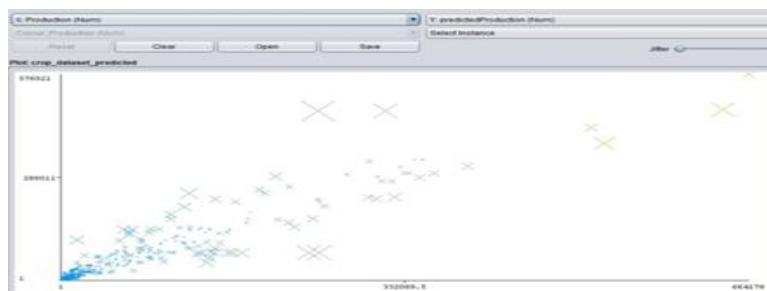 X: Production (Num)
Y: predictedProduction (Num)
Colour: Production (Num)
Select Instance
Reset
Clear
Open
Save
Jitter
Plot: crop_dataset_predicted
576021
288011
1
1
332089.5
664178